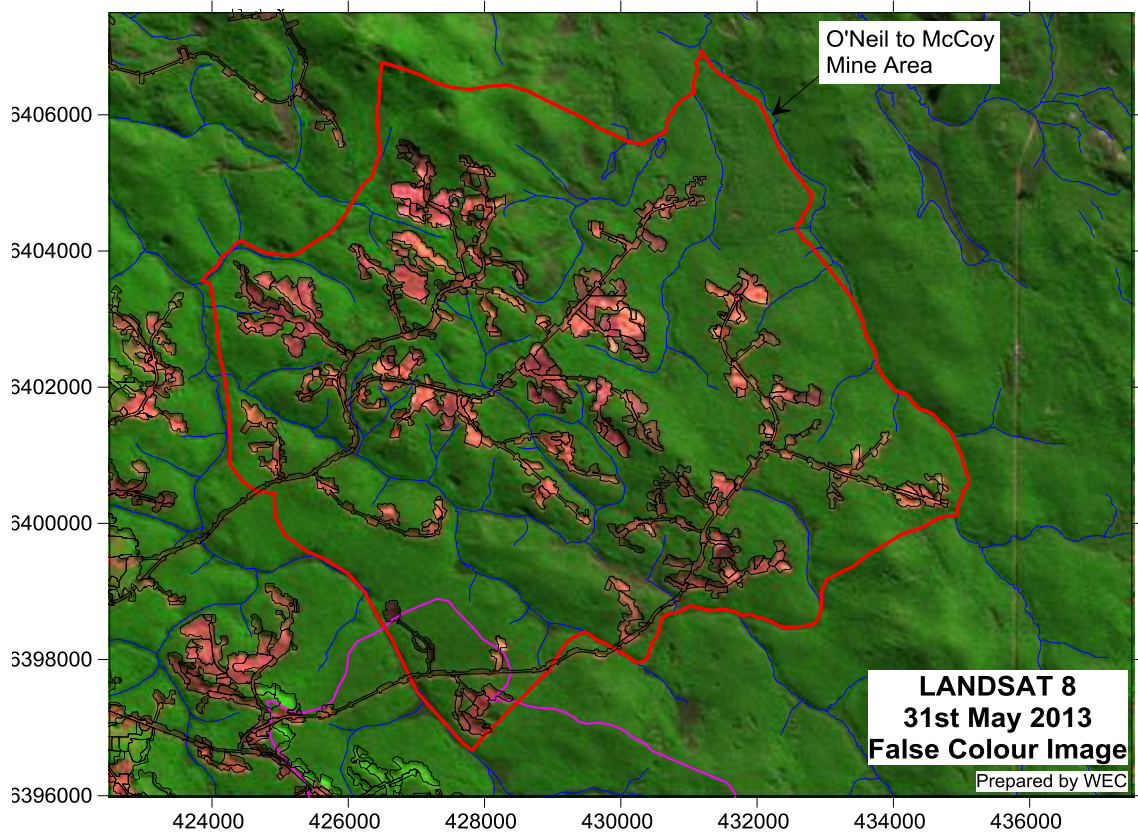 O'Neil to McCoy
Mine Area
6406000
6404000
6402000
6400000
6398000
6396000
LANDSAT 8
31st May 2013
False Colour Image
Prepared by WEC
424000 426000 428000 430000 432000 434000 436000